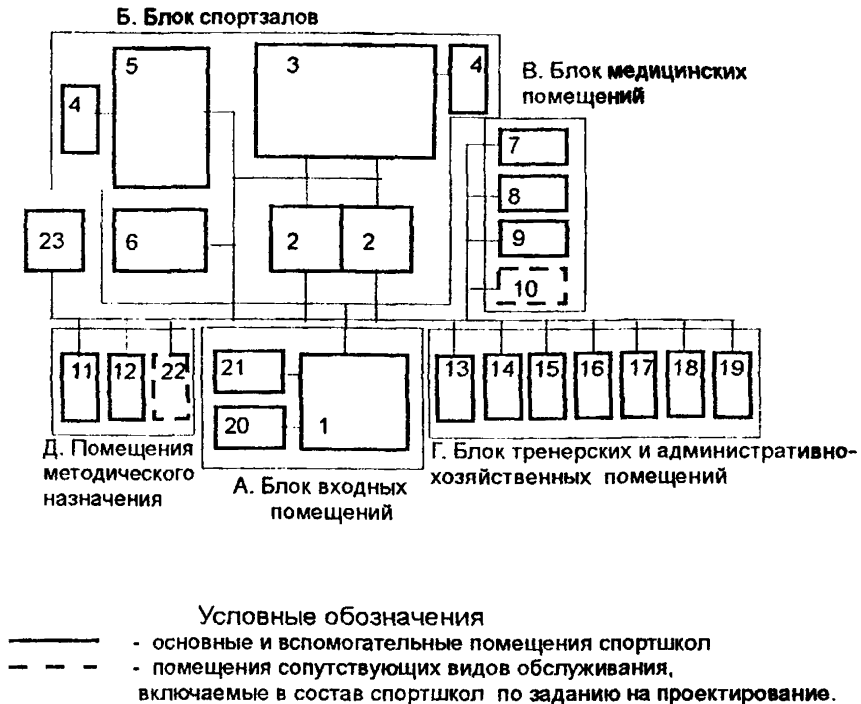 Б. Блок спортзалов
5
3
4
4
В. Блок медицинских
помещений
7
8
9
10
23
6
2
2
11
12
22
21
20
1
13
14
15
16
17
18
19
Д. Помещения
методического
назначения
А. Блок входных
помещений
Г. Блок тренерских и административно-
хозяйственных помещений
Условные обозначения
- основные и вспомогательные помещения спортшкол
- помещения сопутствующих видов обслуживания,
включаемые в состав спортшкол по заданию на проектирование.